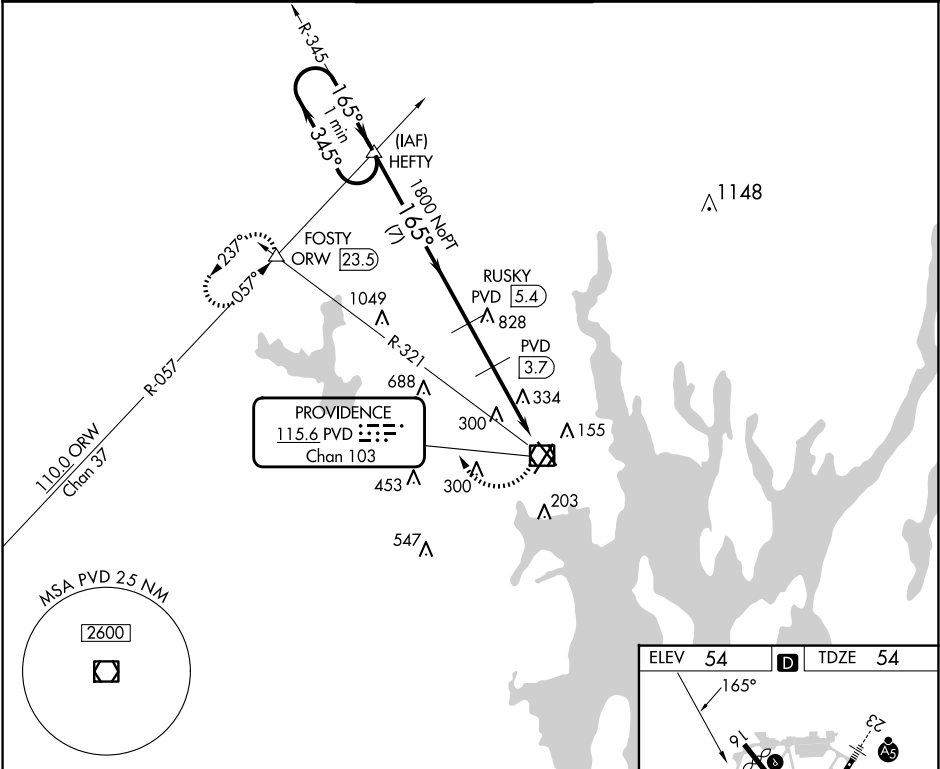 R-345
165°
1 min
345°
(IAF)
HEFTY
1148
1800 NoPT
165°
(7)
FOSTY
ORW 23.5
237°
057°
RUSKY
PVD 5.4
828
1049
R-321
PVD
3.7
R-057
688
334
PROVIDENCE
115.6 PVD
Chan 103
300
155
110.0 ORW
Chan 37
453
300
203
547
MSA PVD 25 NM
2600
ELEV 54 D TDZE 54
165°
16
23
A5